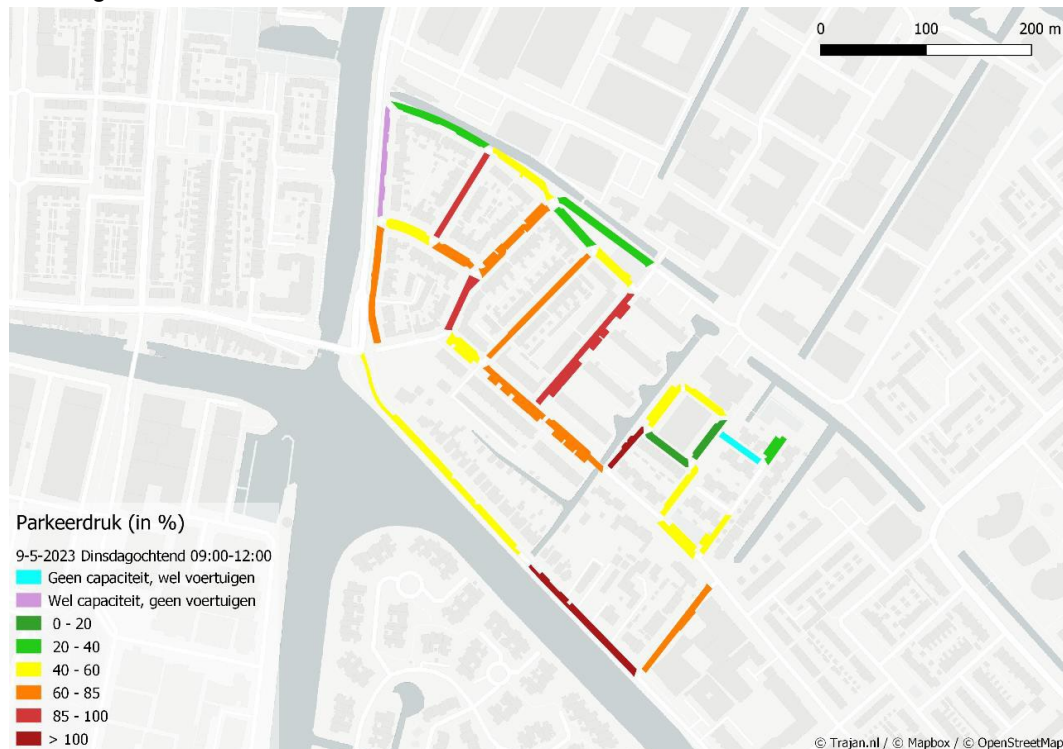 0 100 200 m
Parkeerdruk (in %)
9-5-2023 Dinsdagochtend 09:00-12:00
Geen capaciteit, wel voertuigen
Wel capaciteit, geen voertuigen
0 - 20
20 - 40
40 - 60
60 - 85
85 - 100
> 100
© Trajan.nl / © Mapbox / © OpenStreetMap